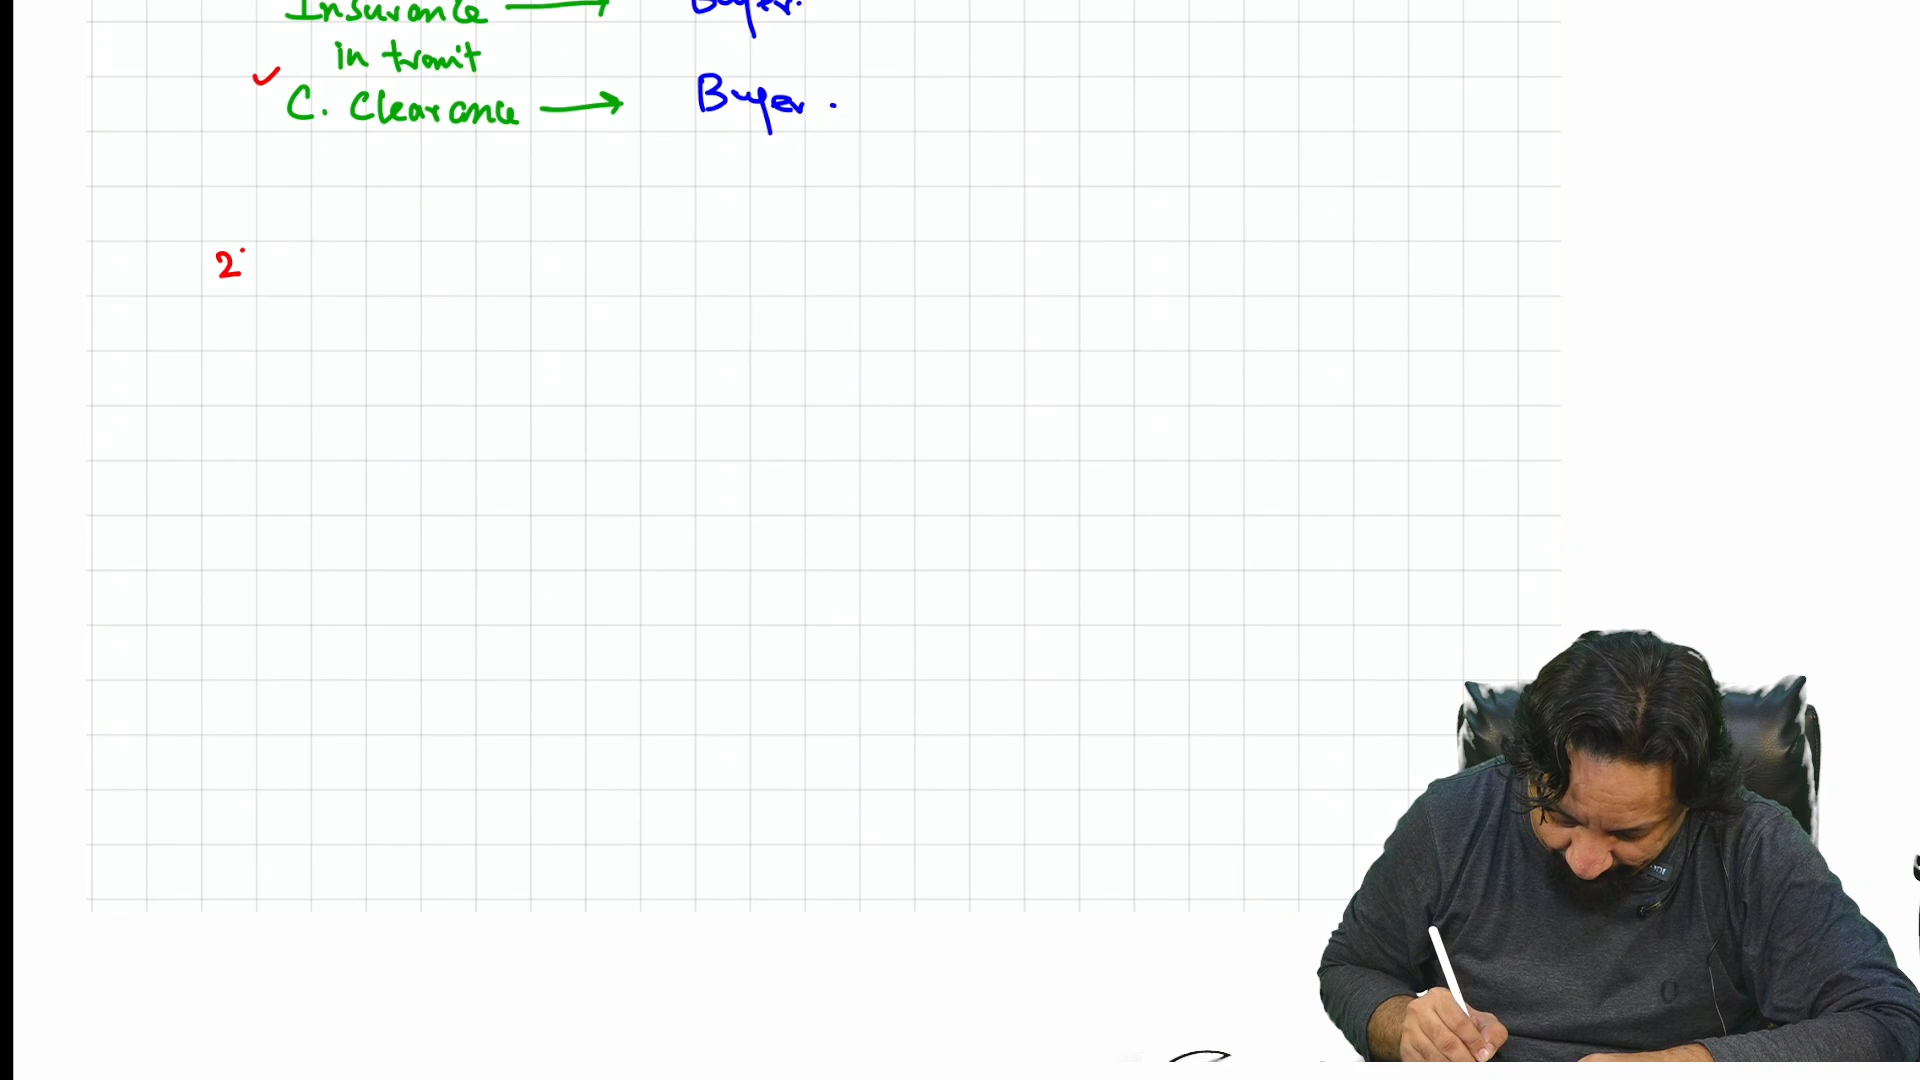 Insurance → Buyer.
in transit
✓ C. Clearance → Buyer.
2.